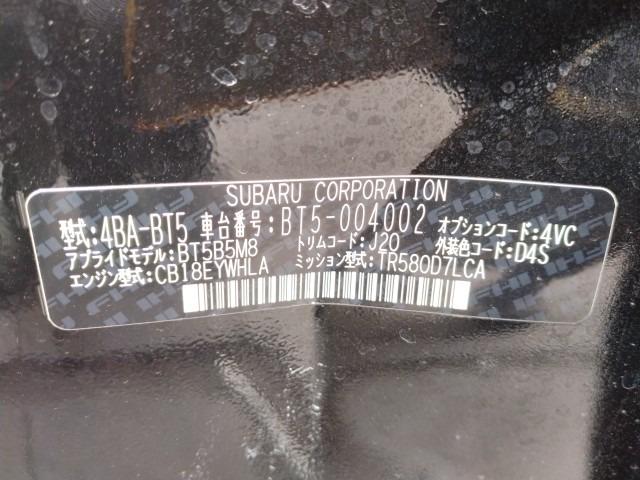 SUBARU CORPORATION
型式:4BA-BT5 車台番号:BT5-004002 オプションコード:4VC
アプライドモデル:BT5B5M8 トリムコード:J20 外装色コード:D4S
エンジン型式:CB18EYWHLA ミッション型式:TR580D7LCA